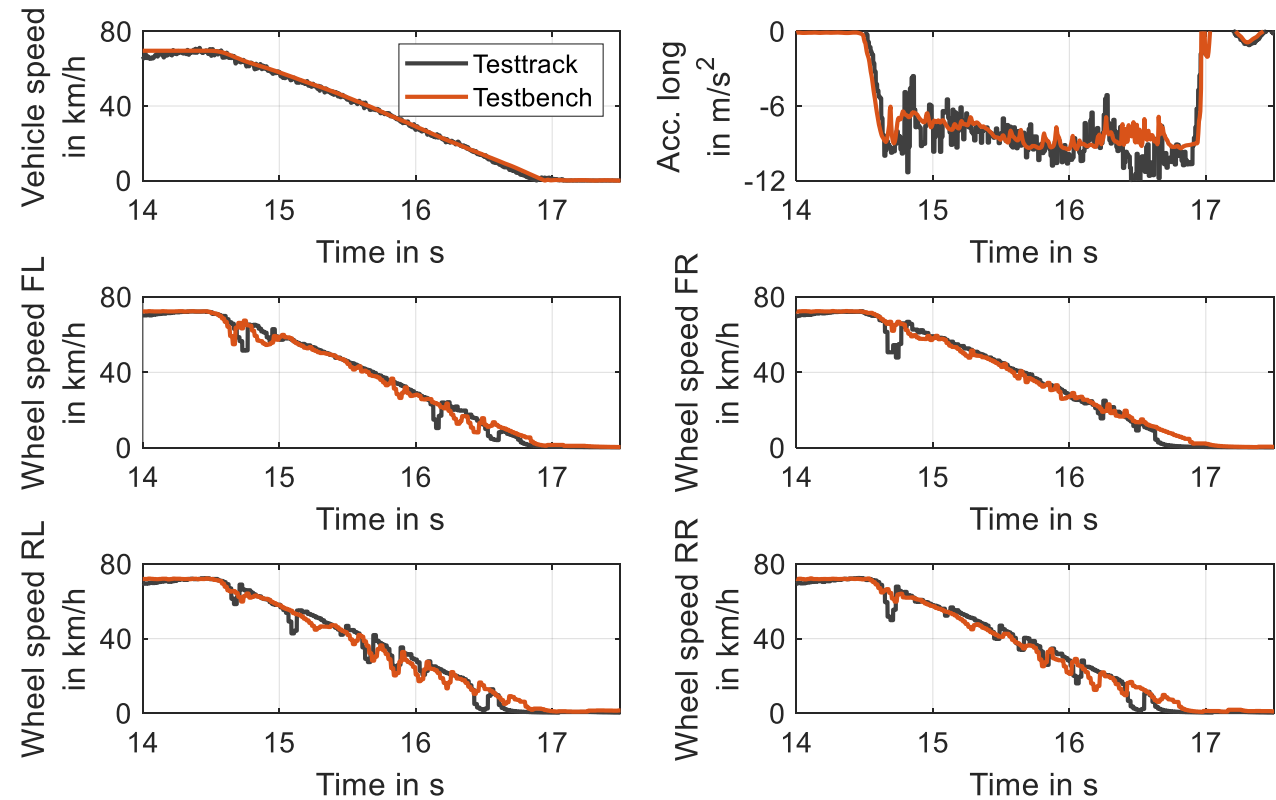 Vehicle speed
in km/h
80
40
0
14 15 16 17
Time in s
Testtrack
Testbench
Acc. long
in m/s2
0
-6
-12
14 15 16 17
Time in s
Wheel speed FL
in km/h
80
40
0
14 15 16 17
Time in s
Wheel speed FR
in km/h
80
40
0
14 15 16 17
Time in s
Wheel speed RL
in km/h
80
40
0
14 15 16 17
Time in s
Wheel speed RR
in km/h
80
40
0
14 15 16 17
Time in s